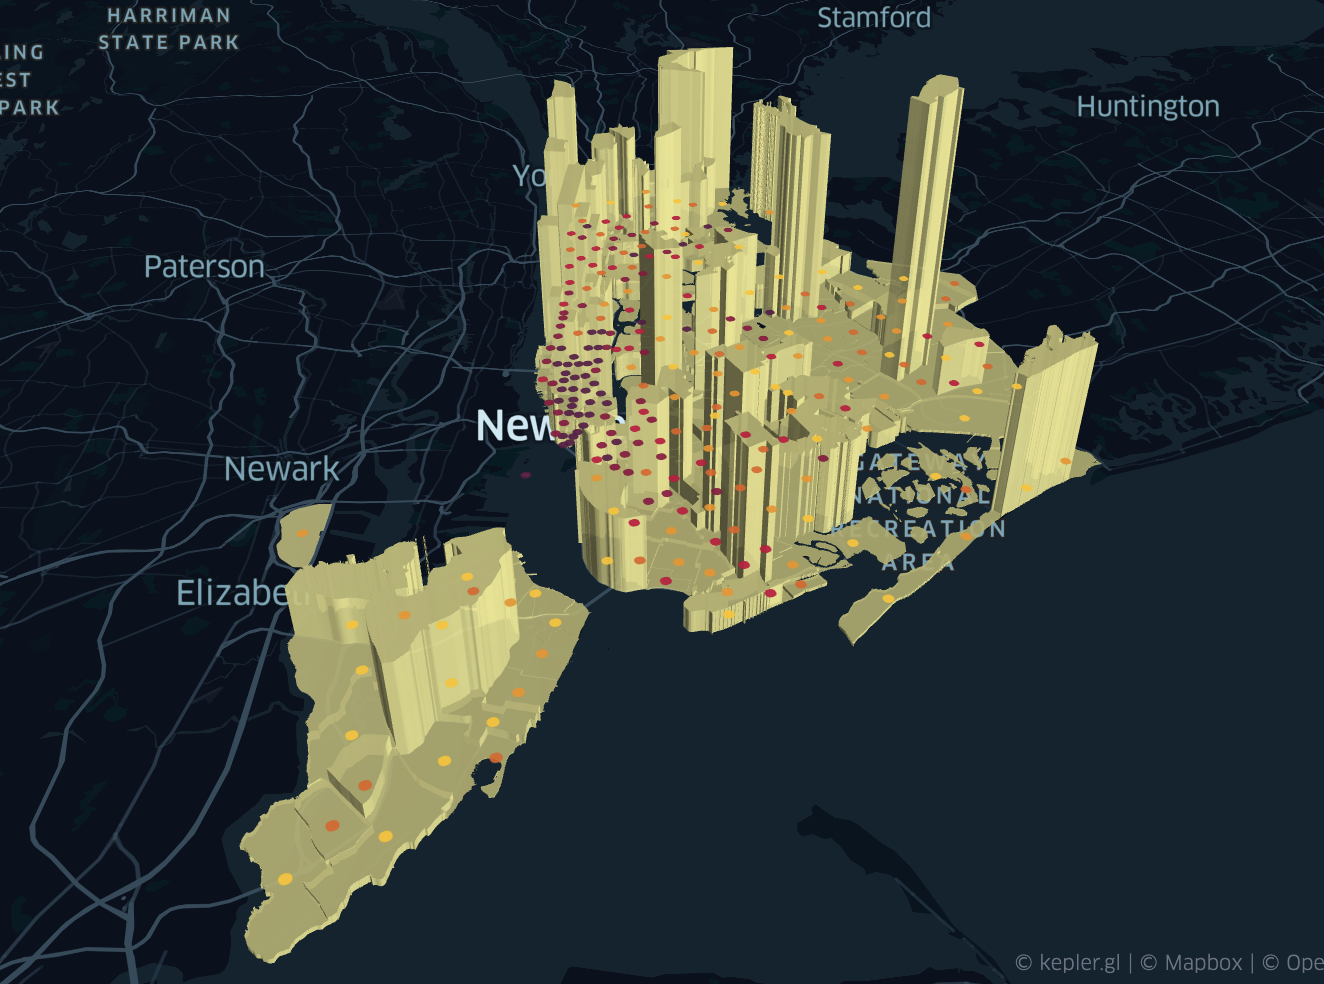 HARRIMAN
STATE PARK
Stamford
ING
EST
PARK
Huntington
Yo
Paterson
New
Newark
GATEWAY
NATIONAL
RECREATION
AREA
Elizabe
© kepler.gl | © Mapbox | © Ope